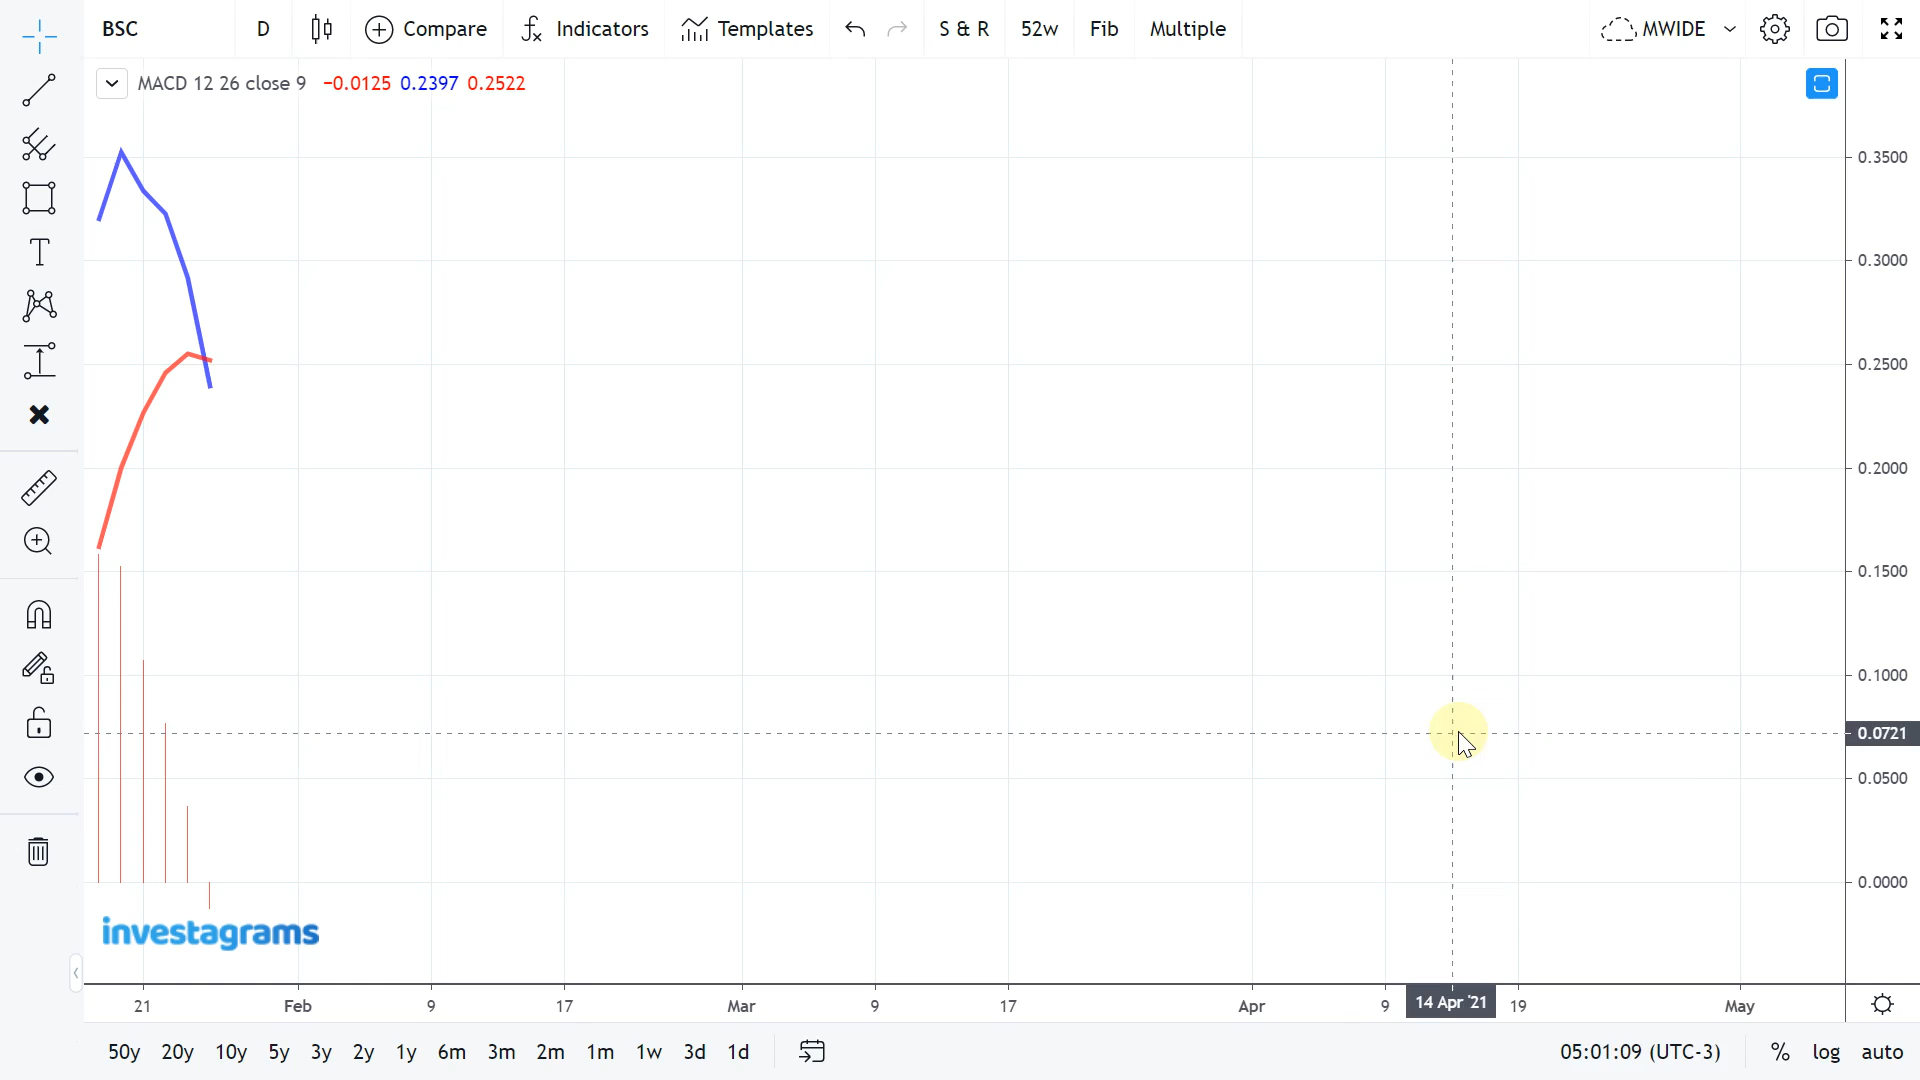 BSC D Compare Indicators Templates S & R 52w Fib Multiple MWIDE
MACD 12 26 close 9 −0.0125 0.2397 0.2522
0.3500
0.3000
0.2500
0.2000
0.1500
0.1000
0.0721
0.0500
0.0000
investagrams
21 Feb 9 17 Mar 9 17 Apr 9 14 Apr '21 19 May
50y 20y 10y 5y 3y 2y 1y 6m 3m 2m 1m 1w 3d 1d 05:01:09 (UTC-3) % log auto